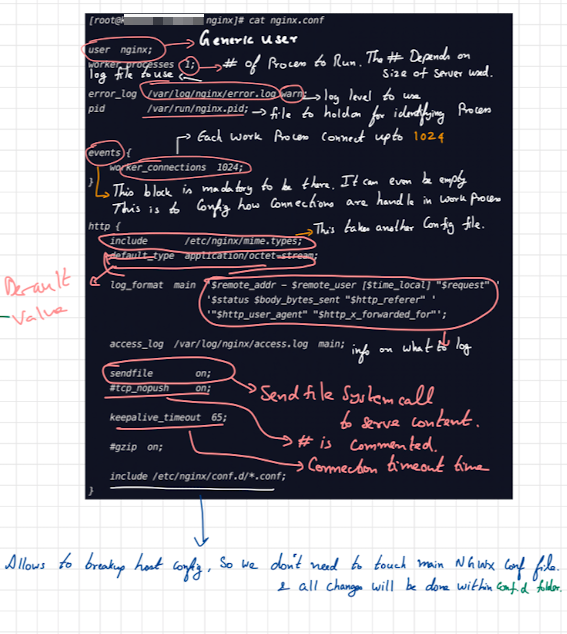 [root@k nginx]# cat nginx.conf
user nginx; Generic User
worker_processes 1; # of Process to Run. The # Depends on
log file to use Size of server used.
error_log /var/log/nginx/error.log warn; log level to use
pid /var/run/nginx.pid; file to holdon for identifying Process
Each Work Process Connect upto 1024
events {
worker_connections 1024;
}
This block is madatory to be there. It can even be empty
This is to Config how Connections are handle in Work Process
http {
This takes another Config file.
include /etc/nginx/mime.types;
default_type application/octet-stream;
Default
Value
log_format main '$remote_addr - $remote_user [$time_local] "$request" '
'$status $body_bytes_sent "$http_referer" '
'"$http_user_agent" "$http_x_forwarded_for"';
access_log /var/log/nginx/access.log main; info on what to log
sendfile on;
#tcp_nopush on; Sendfile System call
to serve content.
keepalive_timeout 65;
# is Commented.
#gzip on; Connection timeout time
include /etc/nginx/conf.d/*.conf;
}
Allows to breakup host config, So we don't need to touch main NGINX Conf file.
& all changes will be done within Conf.d folder.